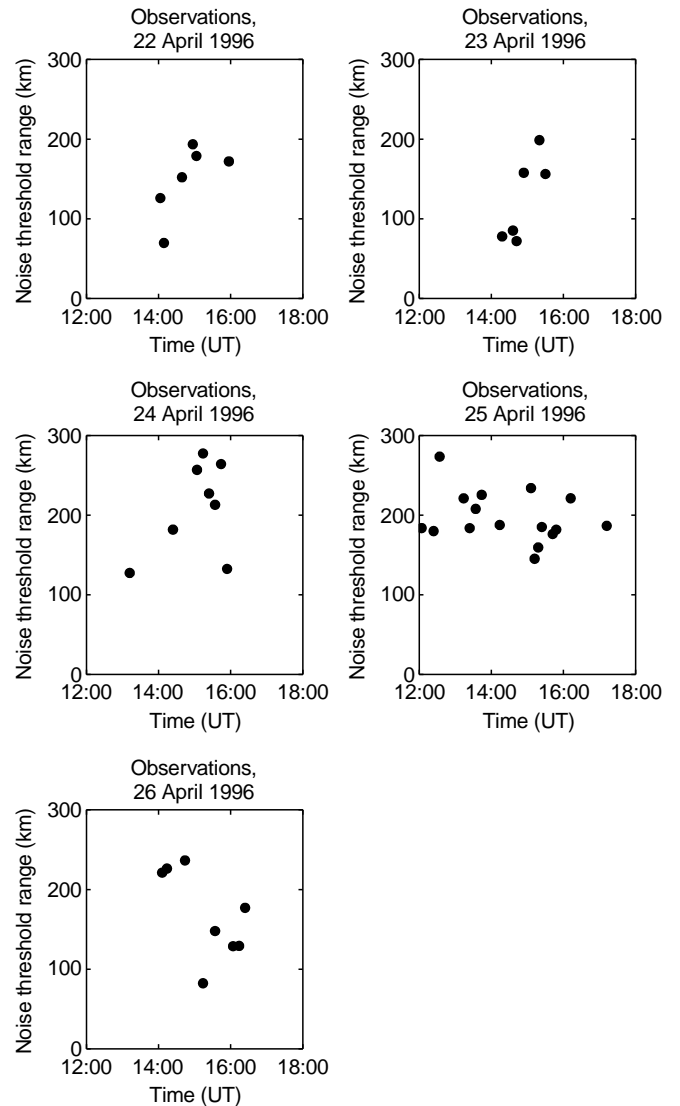 Observations,
22 April 1996
Noise threshold range (km)
300
200
100
0
12:00 14:00 16:00 18:00
Time (UT)
Observations,
23 April 1996
Noise threshold range (km)
300
200
100
0
12:00 14:00 16:00 18:00
Time (UT)
Observations,
24 April 1996
Noise threshold range (km)
300
200
100
0
12:00 14:00 16:00 18:00
Time (UT)
Observations,
25 April 1996
Noise threshold range (km)
300
200
100
0
12:00 14:00 16:00 18:00
Time (UT)
Observations,
26 April 1996
Noise threshold range (km)
300
200
100
0
12:00 14:00 16:00 18:00
Time (UT)